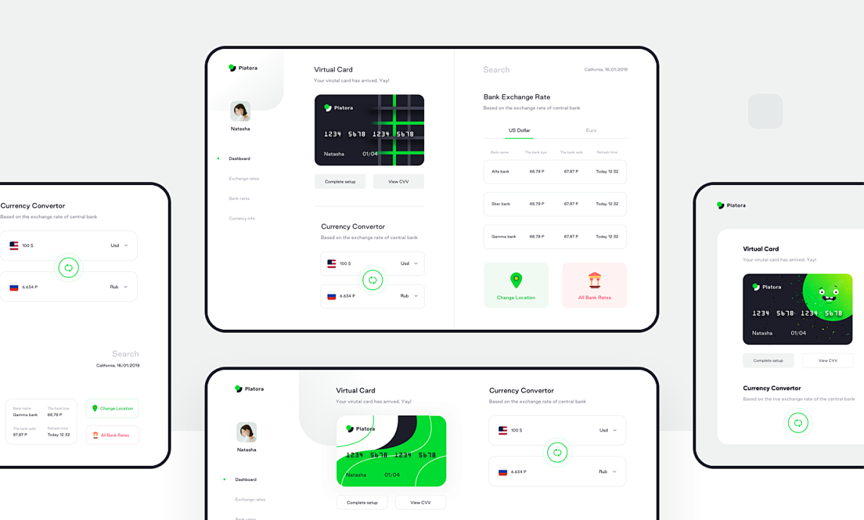 Platora
Natasha
Dashboard
Exchange rates
Bank rates
Currency info
Virtual Card
Your virutal card has arrived. Yay!
Platora
1234 5678 1234 5678
Natasha 01/04
Complete setup View CVV
Currency Convertor
Based on the exchange rate of central bank
100 $ Usd
6.634 ₽ Rub
Search California, 16.01.2019
Bank Exchange Rate
Based on the exchange rate of central bank
US Dollar Euro
Bank name The bank bye The bank sells Refresh time
Alfa bank 66,79 ₽ 67,87 ₽ Today 12:32
Sber bank 66,79 ₽ 67,87 ₽ Today 12:32
Gamma bank 66,79 ₽ 67,87 ₽ Today 12:32
Change Location All Bank Rates
Currency Convertor
Based on the exchange rate of central bank
100 $ Usd
6.634 ₽ Rub
Search
California, 16.01.2019
Bank name The bank bye
Gamma bank 66,79 ₽
The bank sells Refresh time
67,87 ₽ Today 12:32
Change Location
All Bank Rates
Platora
Virtual Card
Your virutal card has arrived. Yay!
Platora
1234 5678 1234 5678
Natasha 01/04
Complete setup View CVV
Currency Convertor
Based on the live exchange rate of the central bank
Platora
Natasha
Dashboard
Exchange rates
Virtual Card
Your virutal card has arrived. Yay!
Platora
1234 5678 1234 5678
Natasha 01/04
Complete setup View CVV
Currency Convertor
Based on the exchange rate of central bank
100 $ Usd
6.634 ₽ Rub